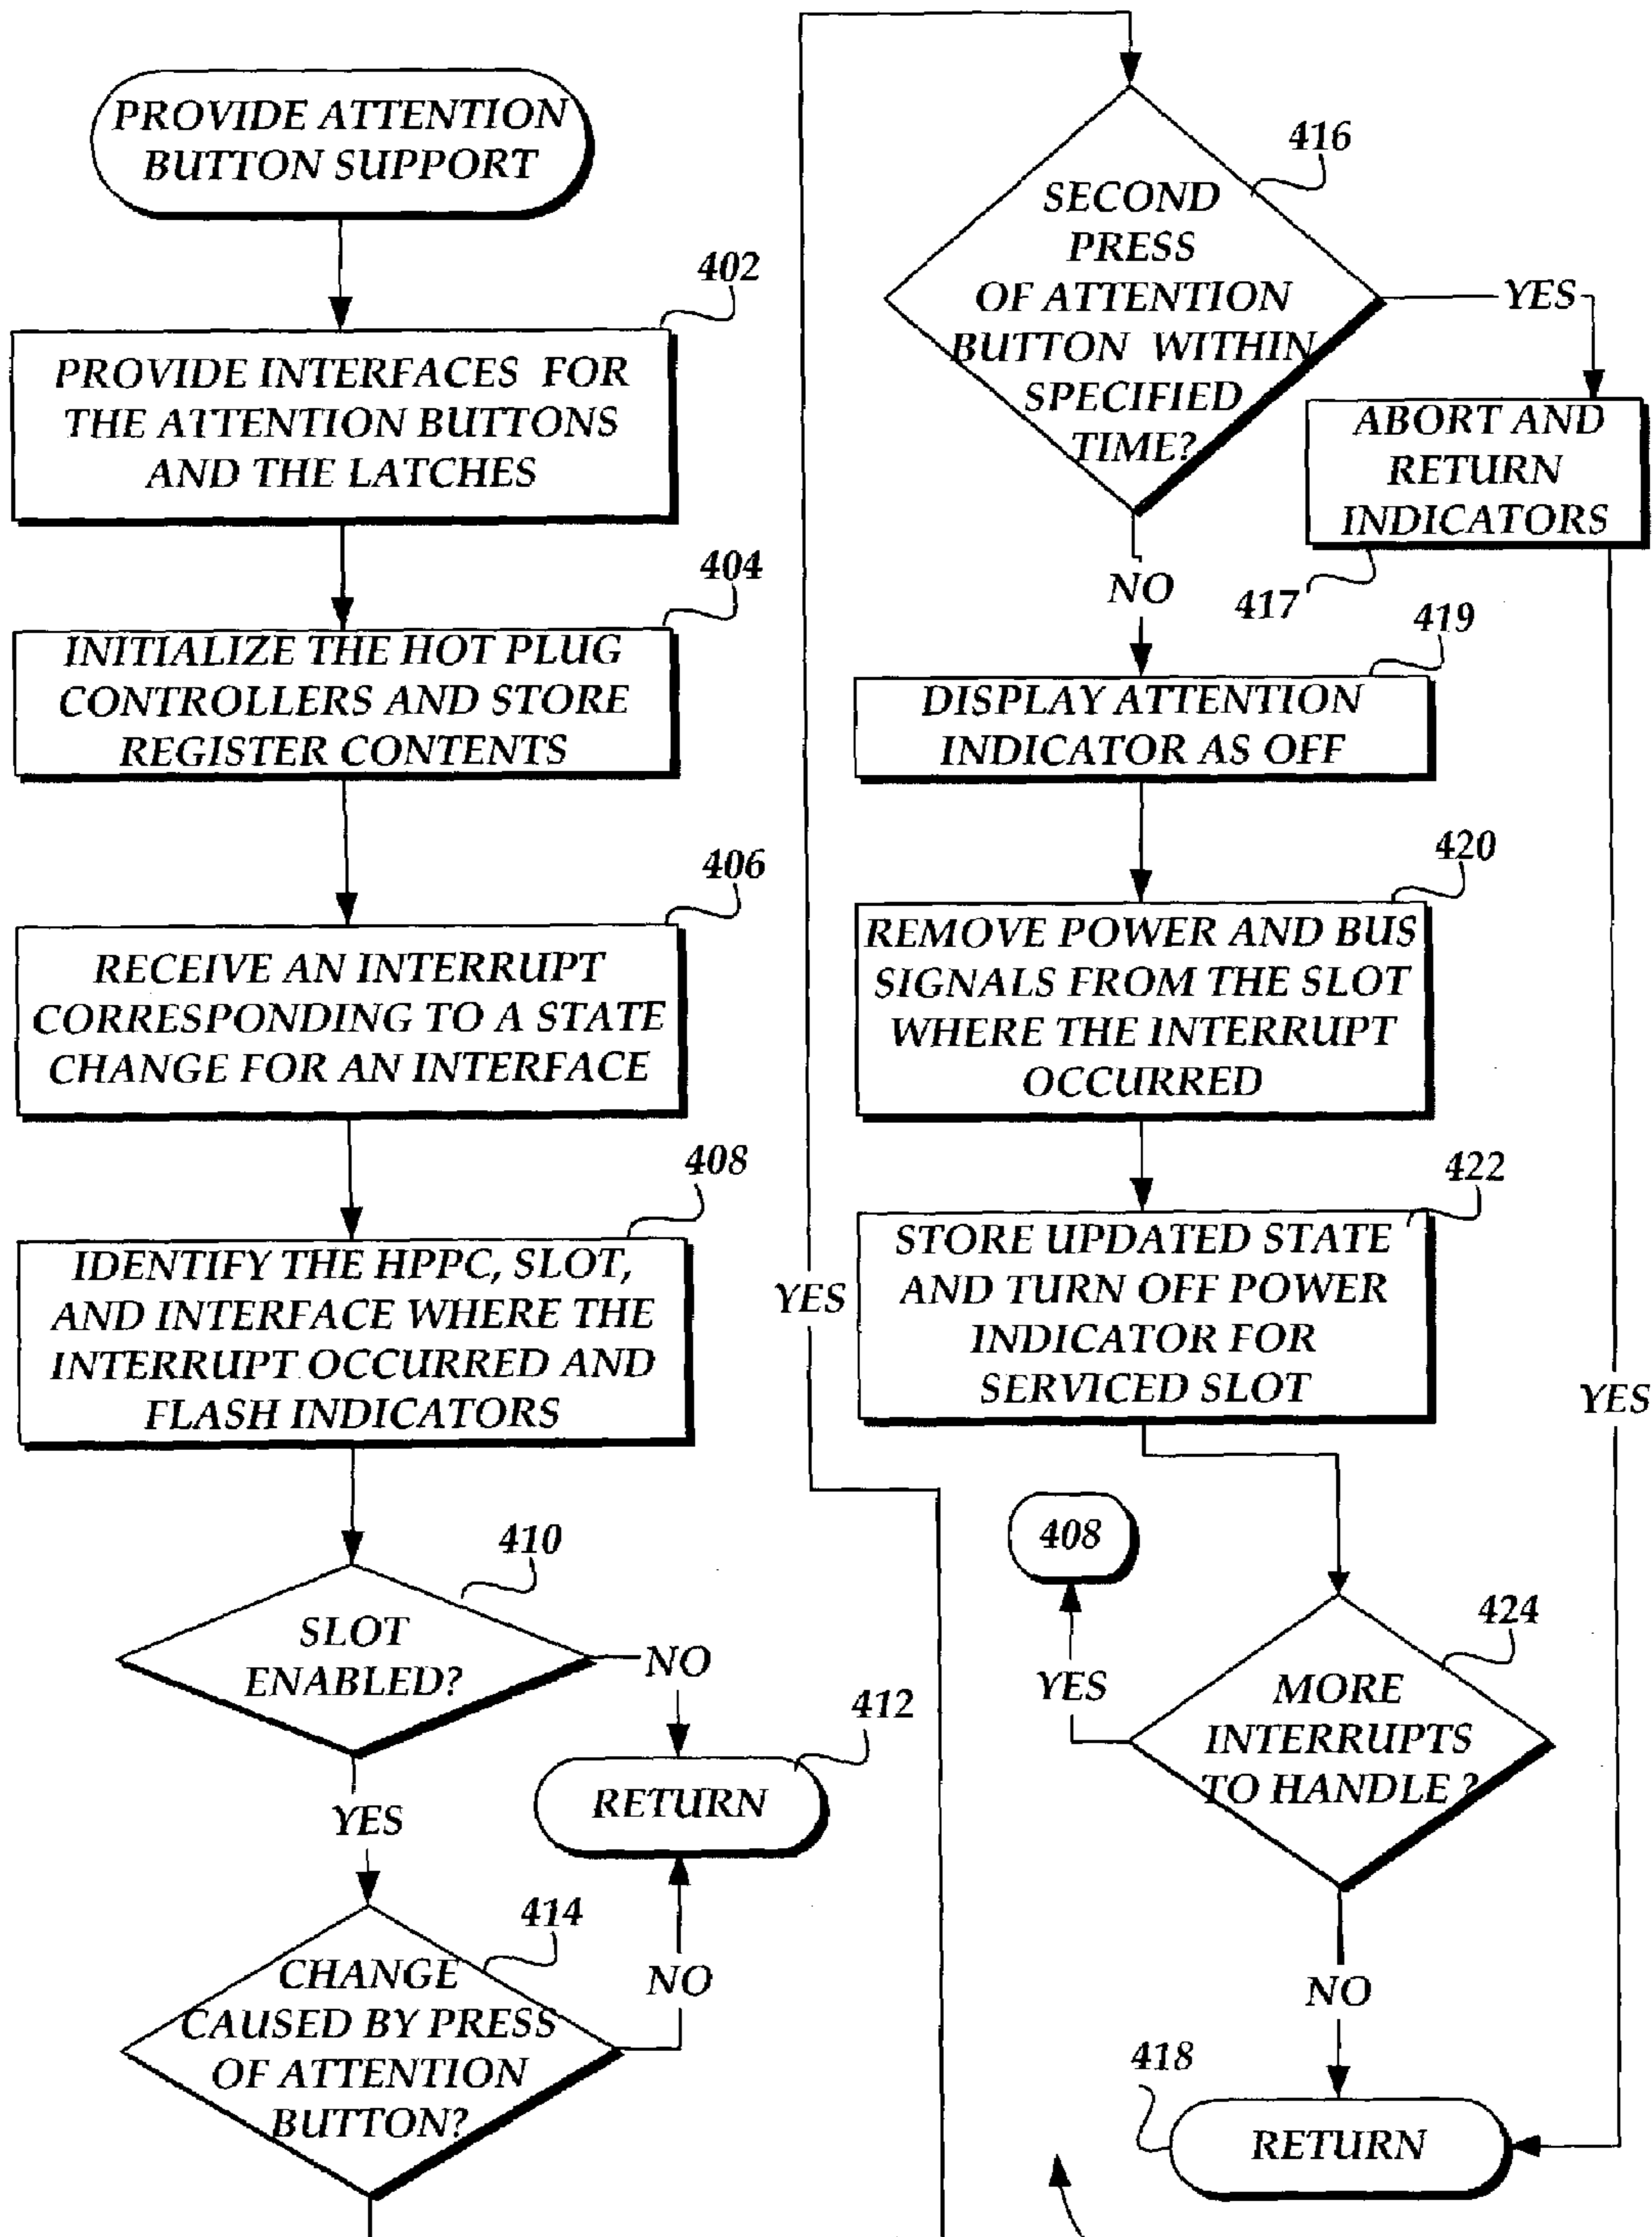 PROVIDE ATTENTION
BUTTON SUPPORT
402
PROVIDE INTERFACES FOR
THE ATTENTION BUTTONS
AND THE LATCHES
404
INITIALIZE THE HOT PLUG
CONTROLLERS AND STORE
REGISTER CONTENTS
406
RECEIVE AN INTERRUPT
CORRESPONDING TO A STATE
CHANGE FOR AN INTERFACE
408
IDENTIFY THE HPPC, SLOT,
AND INTERFACE WHERE THE
INTERRUPT OCCURRED AND
FLASH INDICATORS
410
SLOT
ENABLED?
NO
412
RETURN
YES
414
CHANGE
CAUSED BY PRESS
OF ATTENTION
BUTTON?
NO
YES
416
SECOND
PRESS
OF ATTENTION
BUTTON WITHIN
SPECIFIED
TIME?
YES
ABORT AND
RETURN
INDICATORS
417
NO
419
DISPLAY ATTENTION
INDICATOR AS OFF
420
REMOVE POWER AND BUS
SIGNALS FROM THE SLOT
WHERE THE INTERRUPT
OCCURRED
422
STORE UPDATED STATE
AND TURN OFF POWER
INDICATOR FOR
SERVICED SLOT
YES
408
424
YES
MORE
INTERRUPTS
TO HANDLE ?
NO
418
RETURN